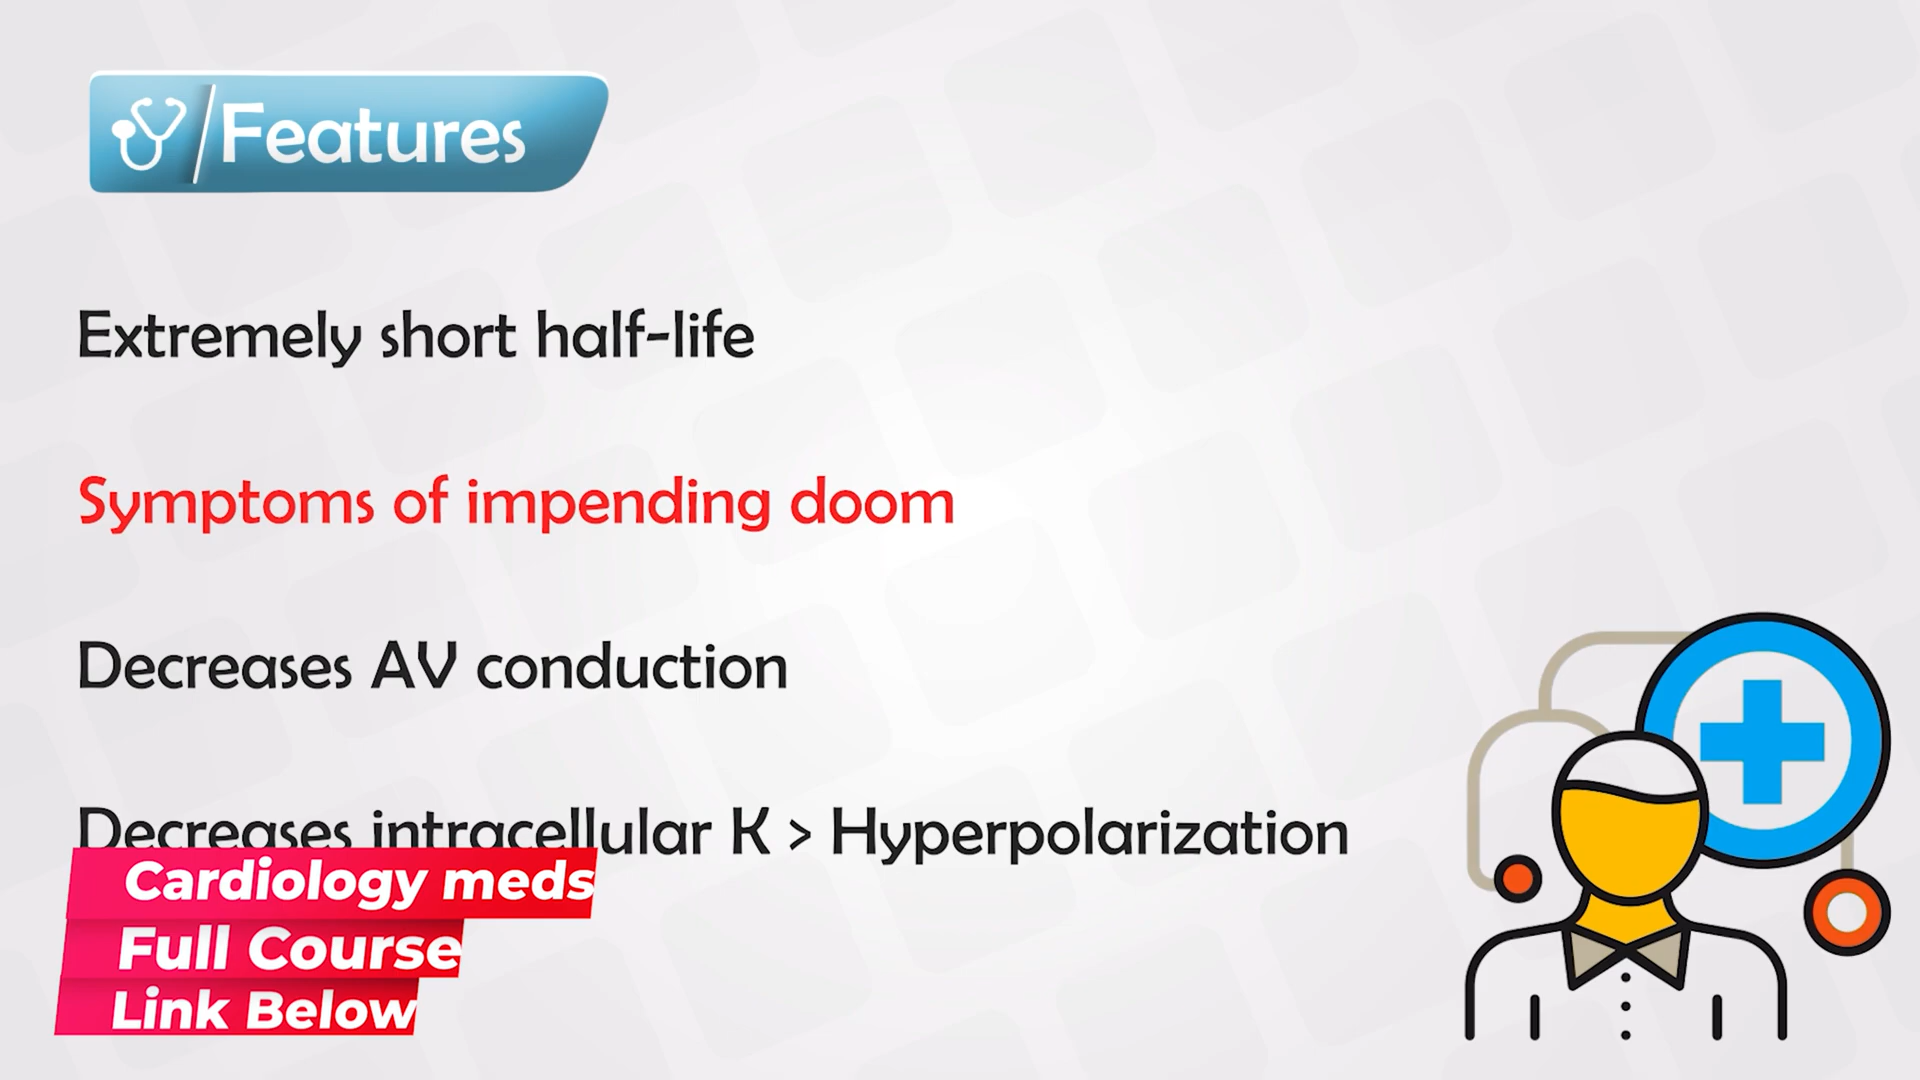 Features
Extremely short half-life
Symptoms of impending doom
Decreases AV conduction
Decreases intracellular K > Hyperpolarization
Cardiology meds
Full Course
Link Below